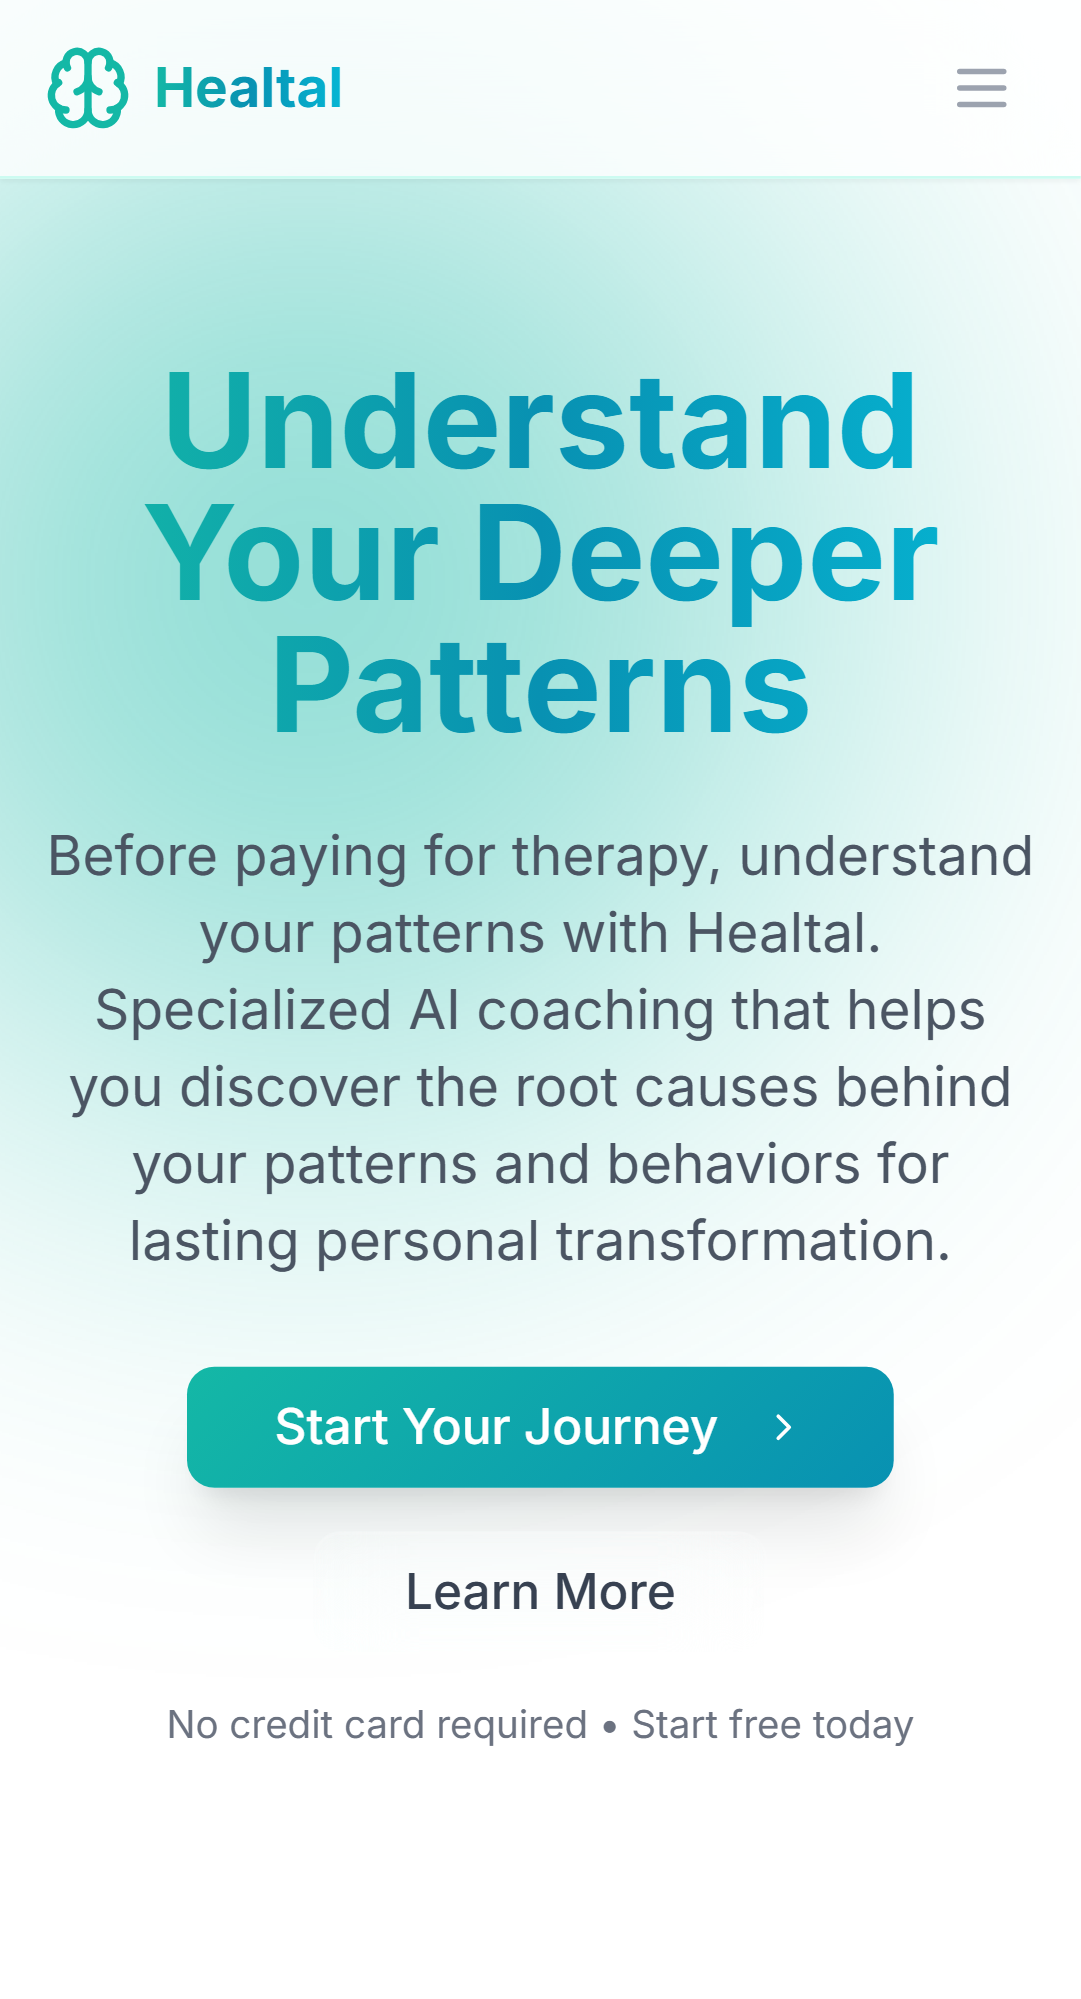 Healtal
Understand
Your Deeper
Patterns
Before paying for therapy, understand
your patterns with Healtal.
Specialized AI coaching that helps
you discover the root causes behind
your patterns and behaviors for
lasting personal transformation.
Start Your Journey
Learn More
No credit card required • Start free today